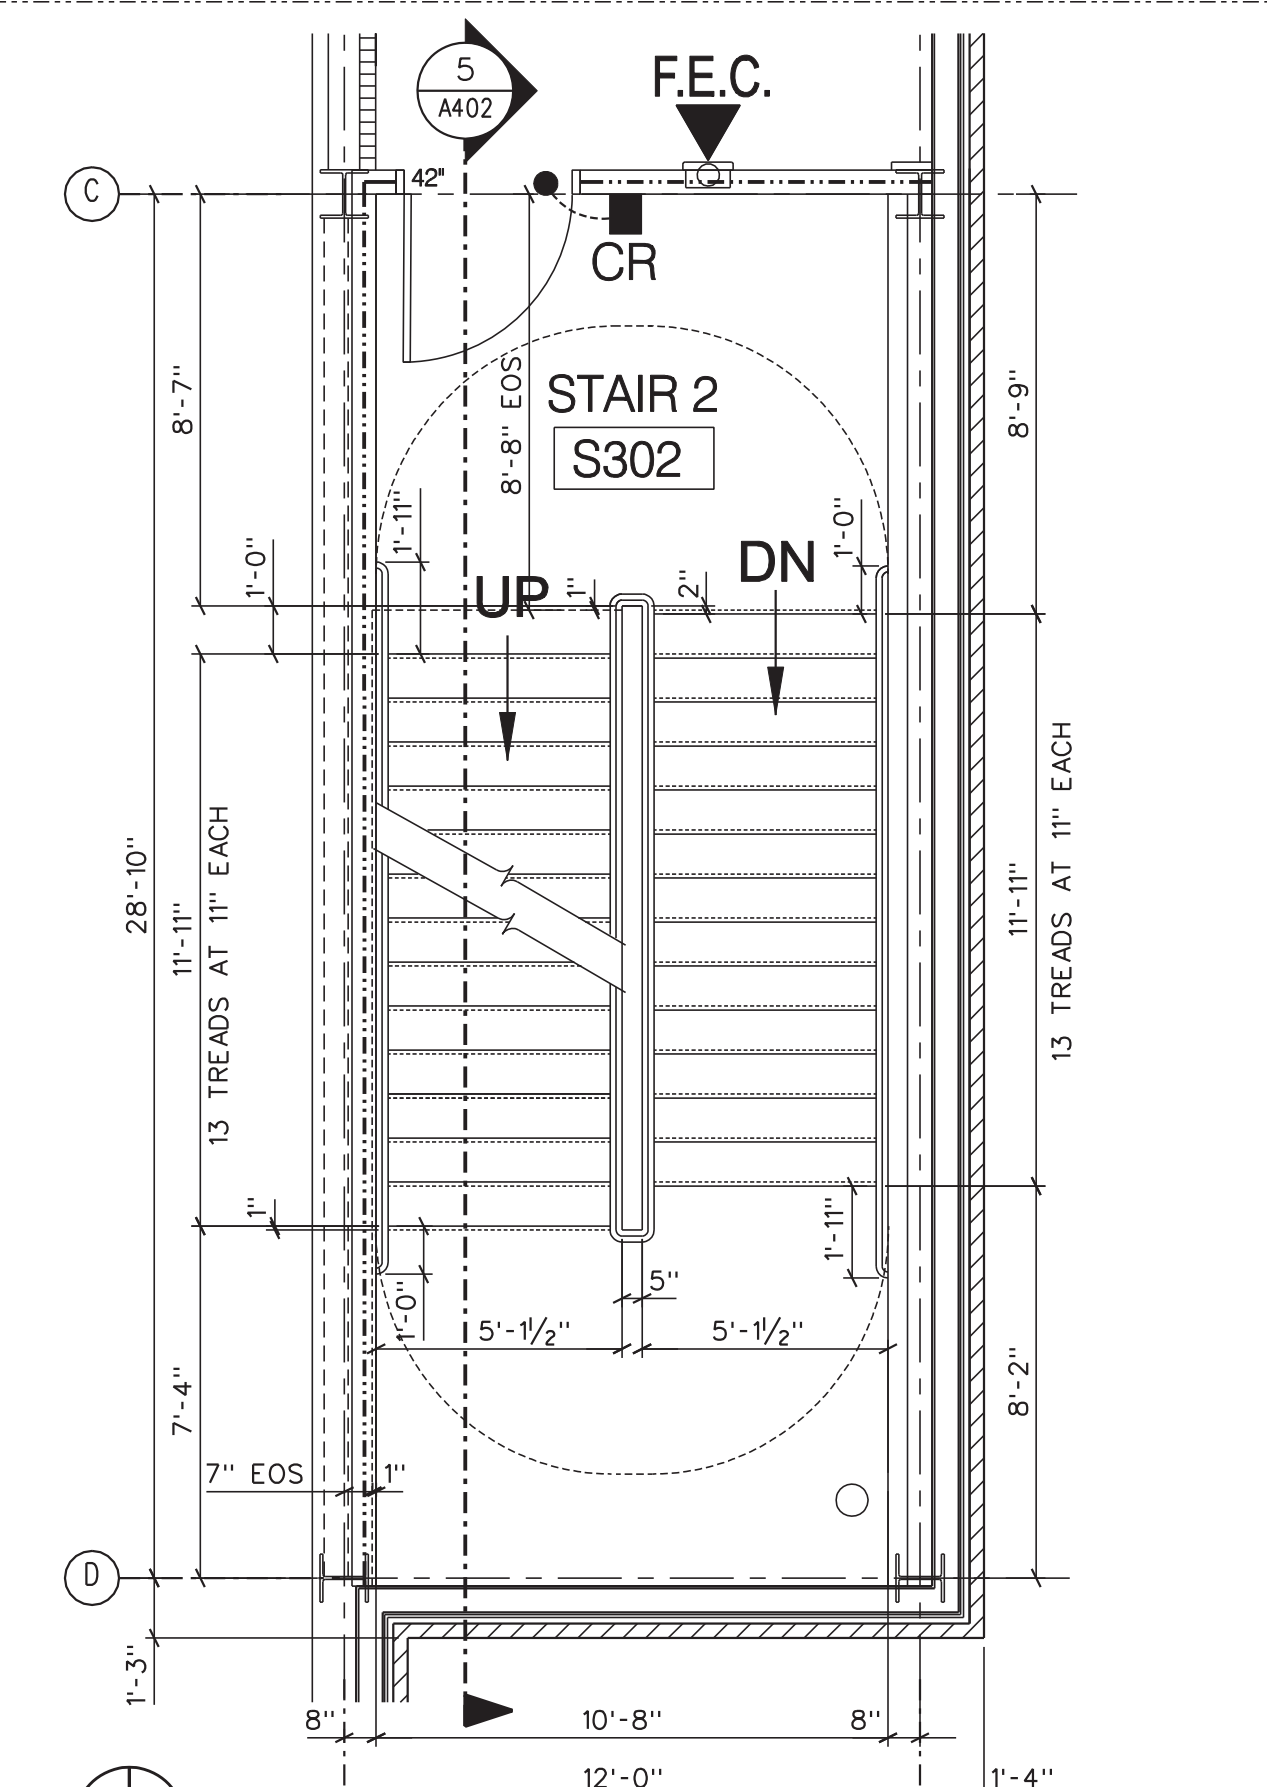 5
A402
F.E.C.
C
42"
CR
8'-7"
8'-8" EOS
STAIR 2
S302
8'-9"
1'-11"
1'-0"
1'-0"
UP
1"
2"
DN
28'-10"
11'-11"
13 TREADS AT 11" EACH
11'-11"
13 TREADS AT 11" EACH
1"
1'-11"
1'-0"
5"
5'-1½"
5'-1½"
7'-4"
8'-2"
7" EOS
1"
D
1'-3"
8"
10'-8"
8"
12'-0"
1'-4"